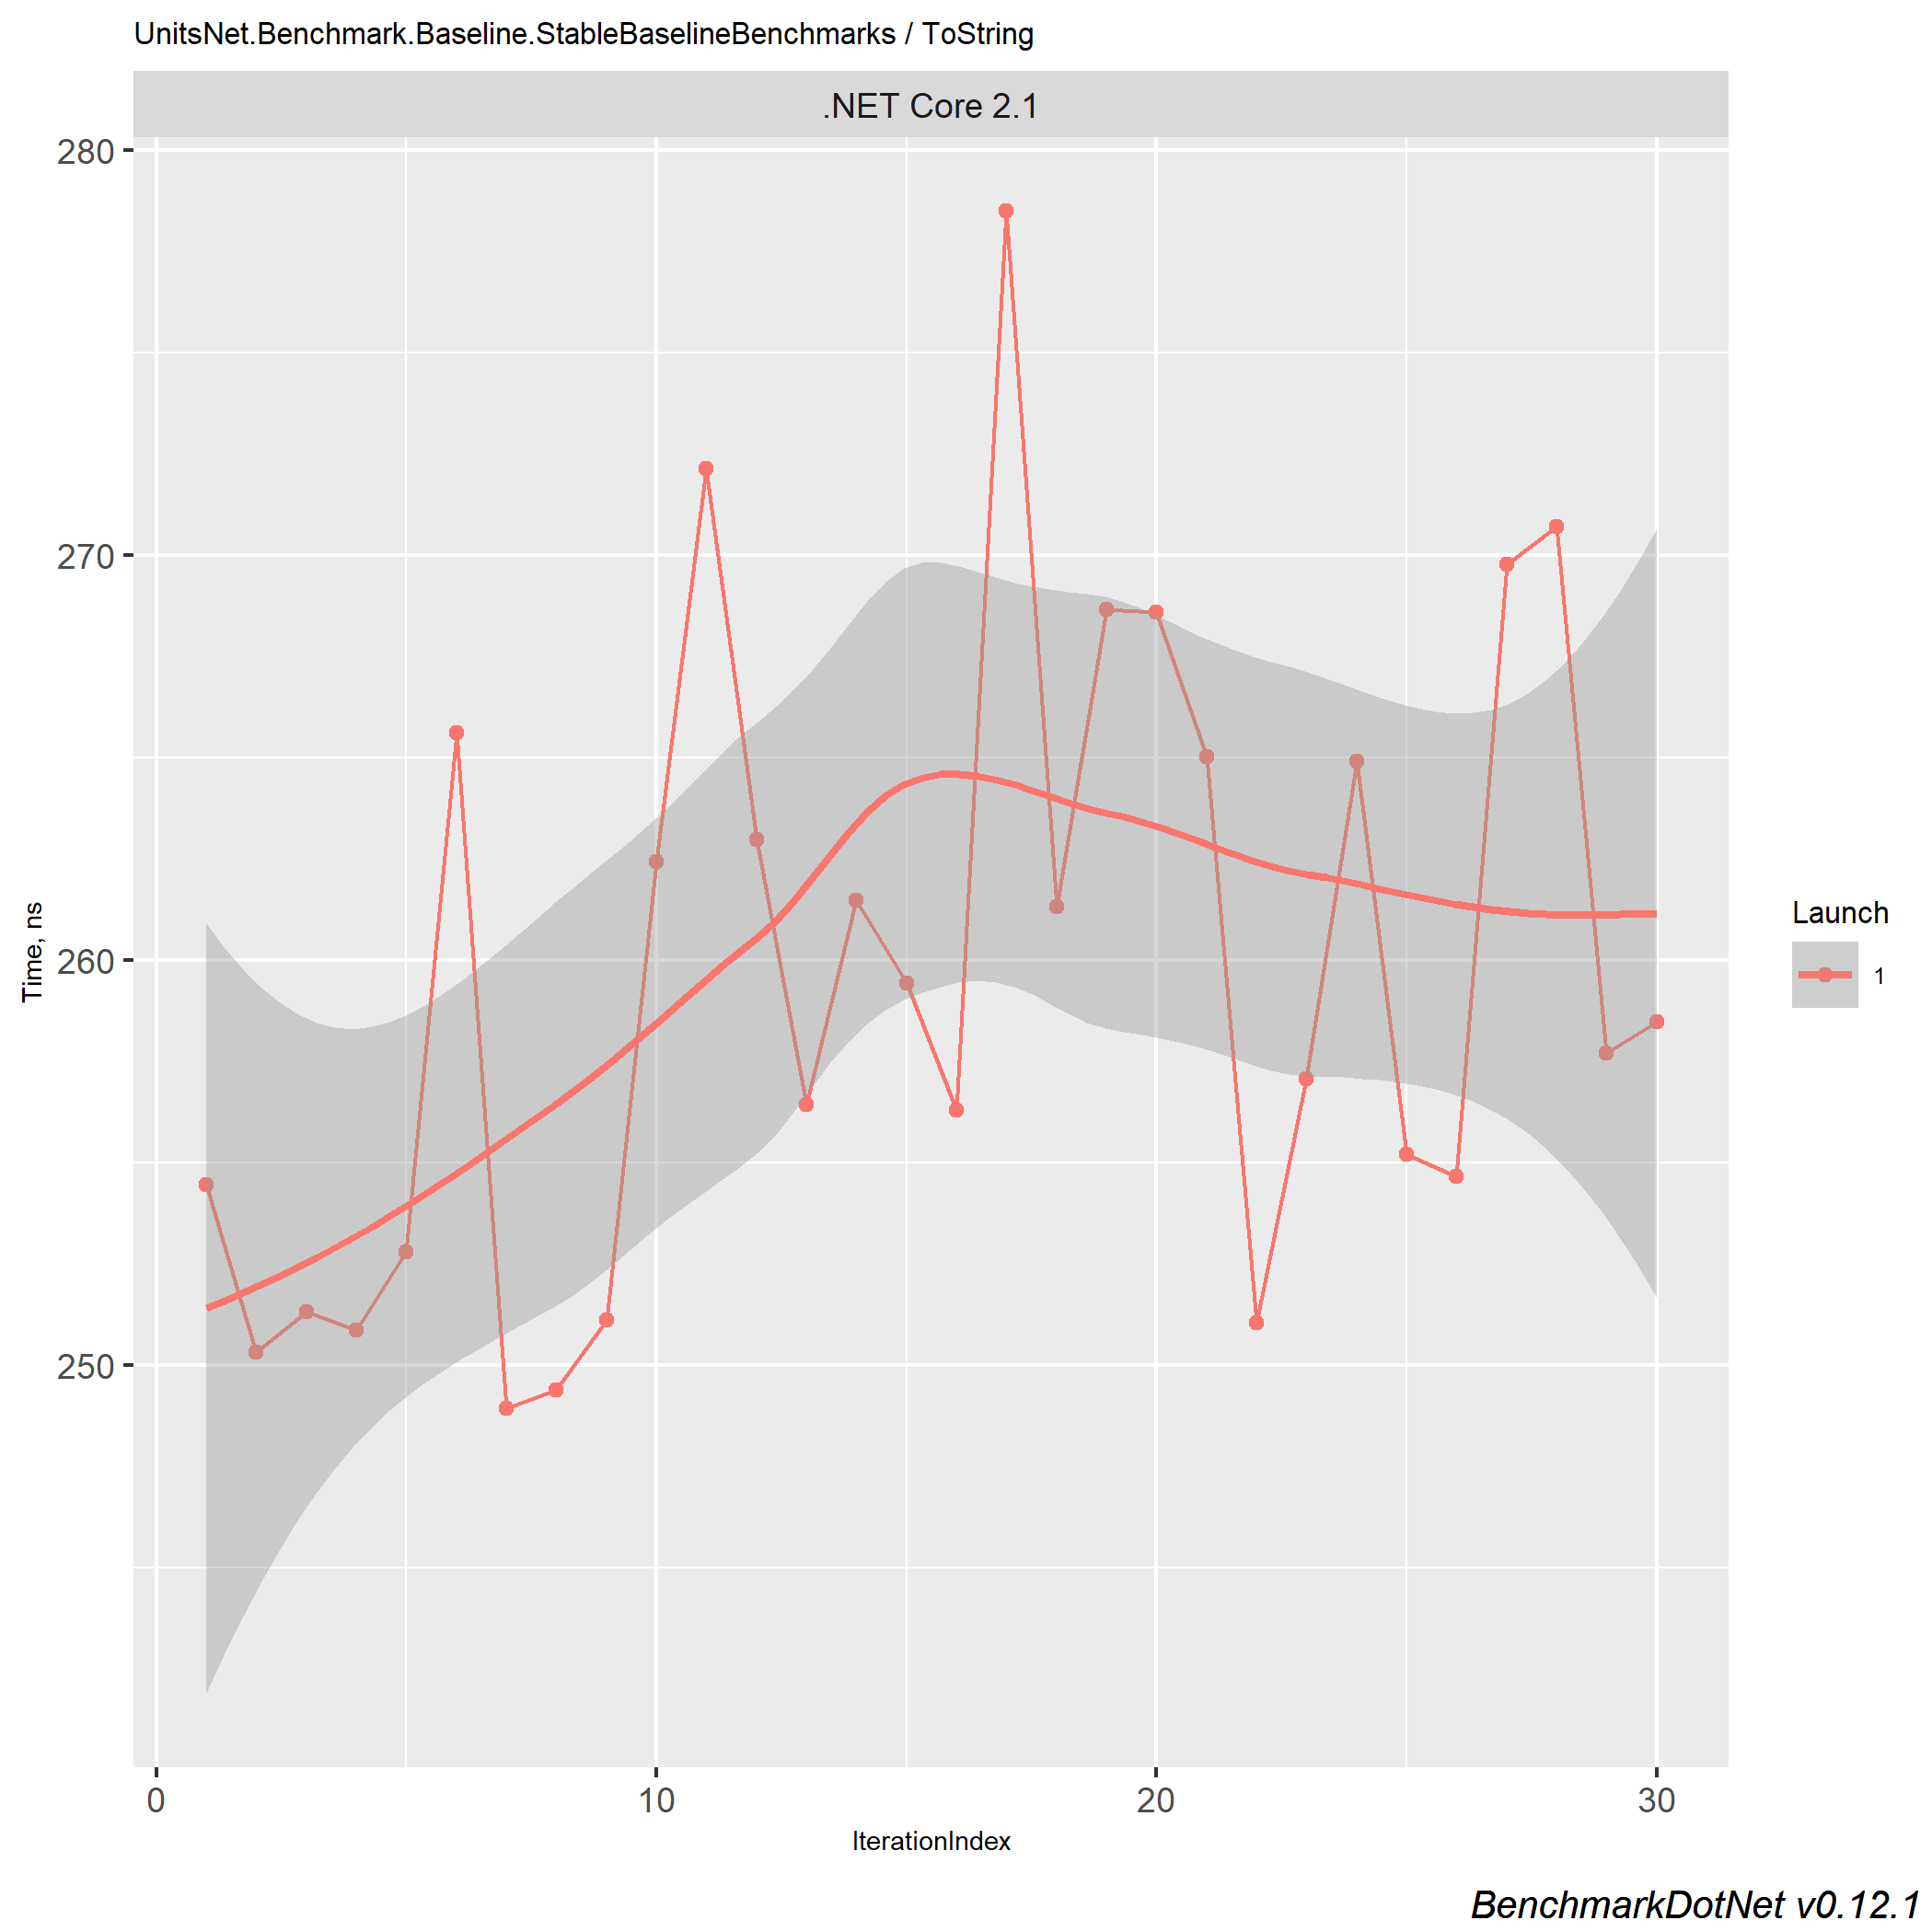 UnitsNet.Benchmark.Baseline.StableBaselineBenchmarks / ToString
.NET Core 2.1
280
270
260
250
Time, ns
0 10 20 30
IterationIndex
Launch
1
BenchmarkDotNet v0.12.1